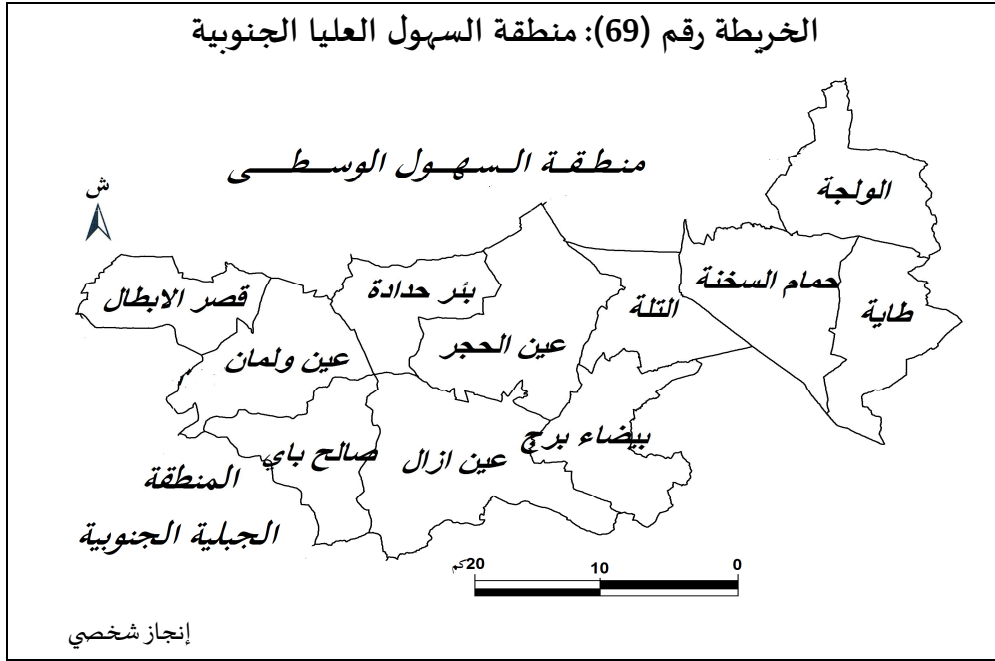 الخريطة رقم (69): منطقة السهول العليا الجنوبية
منطقة السهول الوسطى
ش
الولجة
حمام السخنة
طاية
التلة
بئر حدادة
قصر الابطال
عين الحجر
عين ولمان
بيضاء برج
عين ازال
صالح باي
المنطقة
الجبلية الجنوبية
0 10 20كم
إنجاز شخصي